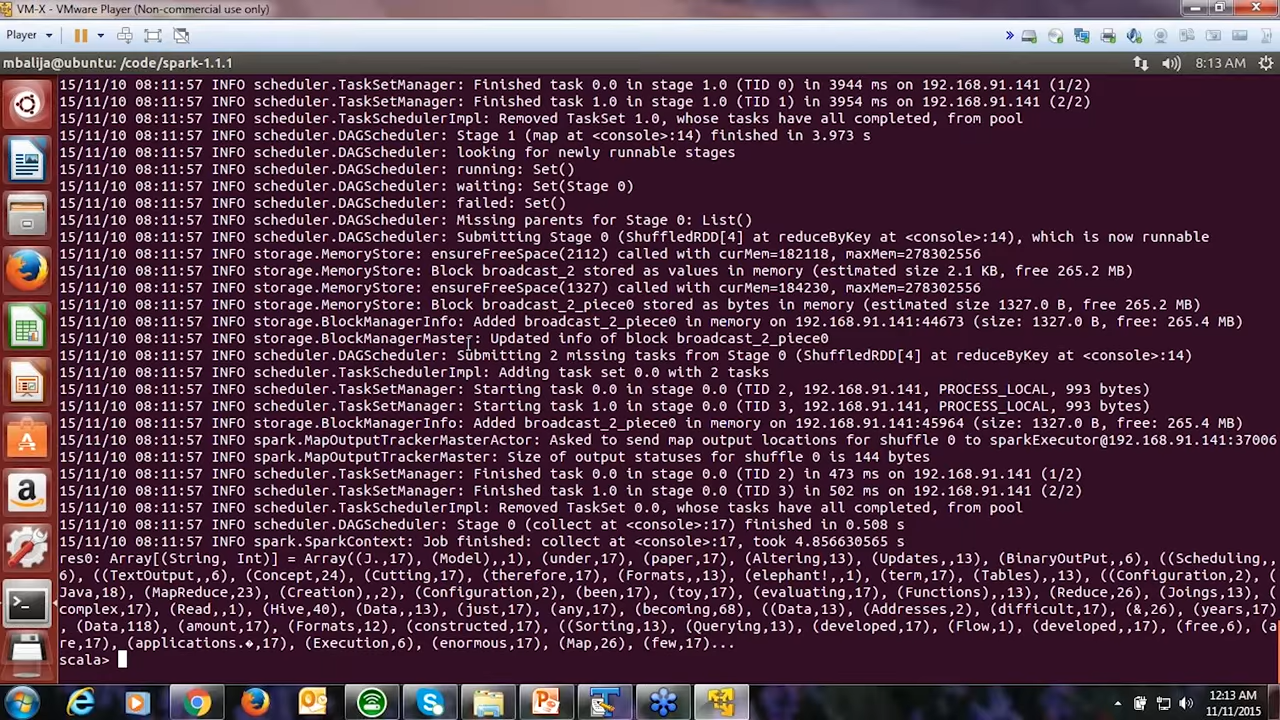 VM-X - VMware Player (Non-commercial use only)
Player
mbalija@ubuntu: /code/spark-1.1.1
8:13 AM
15/11/10 08:11:57 INFO scheduler.TaskSetManager: Finished task 0.0 in stage 1.0 (TID 0) in 3944 ms on 192.168.91.141 (1/2)
15/11/10 08:11:57 INFO scheduler.TaskSetManager: Finished task 1.0 in stage 1.0 (TID 1) in 3954 ms on 192.168.91.141 (2/2)
15/11/10 08:11:57 INFO scheduler.TaskSchedulerImpl: Removed TaskSet 1.0, whose tasks have all completed, from pool
15/11/10 08:11:57 INFO scheduler.DAGScheduler: Stage 1 (map at <console>:14) finished in 3.973 s
15/11/10 08:11:57 INFO scheduler.DAGScheduler: looking for newly runnable stages
15/11/10 08:11:57 INFO scheduler.DAGScheduler: running: Set()
15/11/10 08:11:57 INFO scheduler.DAGScheduler: waiting: Set(Stage 0)
15/11/10 08:11:57 INFO scheduler.DAGScheduler: failed: Set()
15/11/10 08:11:57 INFO scheduler.DAGScheduler: Missing parents for Stage 0: List()
15/11/10 08:11:57 INFO scheduler.DAGScheduler: Submitting Stage 0 (ShuffledRDD[4] at reduceByKey at <console>:14), which is now runnable
15/11/10 08:11:57 INFO storage.MemoryStore: ensureFreeSpace(2112) called with curMem=182118, maxMem=278302556
15/11/10 08:11:57 INFO storage.MemoryStore: Block broadcast_2 stored as values in memory (estimated size 2.1 KB, free 265.2 MB)
15/11/10 08:11:57 INFO storage.MemoryStore: ensureFreeSpace(1327) called with curMem=184230, maxMem=278302556
15/11/10 08:11:57 INFO storage.MemoryStore: Block broadcast_2_piece0 stored as bytes in memory (estimated size 1327.0 B, free 265.2 MB)
15/11/10 08:11:57 INFO storage.BlockManagerInfo: Added broadcast_2_piece0 in memory on 192.168.91.141:44673 (size: 1327.0 B, free: 265.4 MB)
15/11/10 08:11:57 INFO storage.BlockManagerMaster: Updated info of block broadcast_2_piece0
15/11/10 08:11:57 INFO scheduler.DAGScheduler: Submitting 2 missing tasks from Stage 0 (ShuffledRDD[4] at reduceByKey at <console>:14)
15/11/10 08:11:57 INFO scheduler.TaskSchedulerImpl: Adding task set 0.0 with 2 tasks
15/11/10 08:11:57 INFO scheduler.TaskSetManager: Starting task 0.0 in stage 0.0 (TID 2, 192.168.91.141, PROCESS_LOCAL, 993 bytes)
15/11/10 08:11:57 INFO scheduler.TaskSetManager: Starting task 1.0 in stage 0.0 (TID 3, 192.168.91.141, PROCESS_LOCAL, 993 bytes)
15/11/10 08:11:57 INFO storage.BlockManagerInfo: Added broadcast_2_piece0 in memory on 192.168.91.141:45964 (size: 1327.0 B, free: 265.4 MB)
15/11/10 08:11:57 INFO spark.MapOutputTrackerMasterActor: Asked to send map output locations for shuffle 0 to sparkExecutor@192.168.91.141:37006
15/11/10 08:11:57 INFO spark.MapOutputTrackerMaster: Size of output statuses for shuffle 0 is 144 bytes
15/11/10 08:11:57 INFO scheduler.TaskSetManager: Finished task 0.0 in stage 0.0 (TID 2) in 473 ms on 192.168.91.141 (1/2)
15/11/10 08:11:57 INFO scheduler.TaskSetManager: Finished task 1.0 in stage 0.0 (TID 3) in 502 ms on 192.168.91.141 (2/2)
15/11/10 08:11:57 INFO scheduler.TaskSchedulerImpl: Removed TaskSet 0.0, whose tasks have all completed, from pool
15/11/10 08:11:57 INFO scheduler.DAGScheduler: Stage 0 (collect at <console>:17) finished in 0.508 s
15/11/10 08:11:57 INFO spark.SparkContext: Job finished: collect at <console>:17, took 4.856630565 s
res0: Array[(String, Int)] = Array((J.,17), (Model),,1), (under,17), (paper,17), (Altering,13), (Updates,,13), (BinaryOutPut,,6), ((Scheduling,,
6), ((TextOutput,,6), (Concept,24), (Cutting,17), (therefore,17), (Formats,,13), (elephant!,,1), (term,17), (Tables),,13), ((Configuration,2), (
Java,18), (MapReduce,23), (Creation),,2), (Configuration,2), (been,17), (toy,17), (evaluating,17), (Functions),,13), (Reduce,26), (Joings,13), (
complex,17), (Read,,1), (Hive,40), (Data,,13), (just,17), (any,17), (becoming,68), ((Data,13), (Addresses,2), (difficult,17), (&,26), (years,17)
, (Data,118), (amount,17), (Formats,12), (constructed,17), ((Sorting,13), (Querying,13), (developed,17), (Flow,1), (developed,,17), (free,6), (a
re,17), (applications.�,17), (Execution,6), (enormous,17), (Map,26), (few,17)...
scala>
12:13 AM
11/11/2015